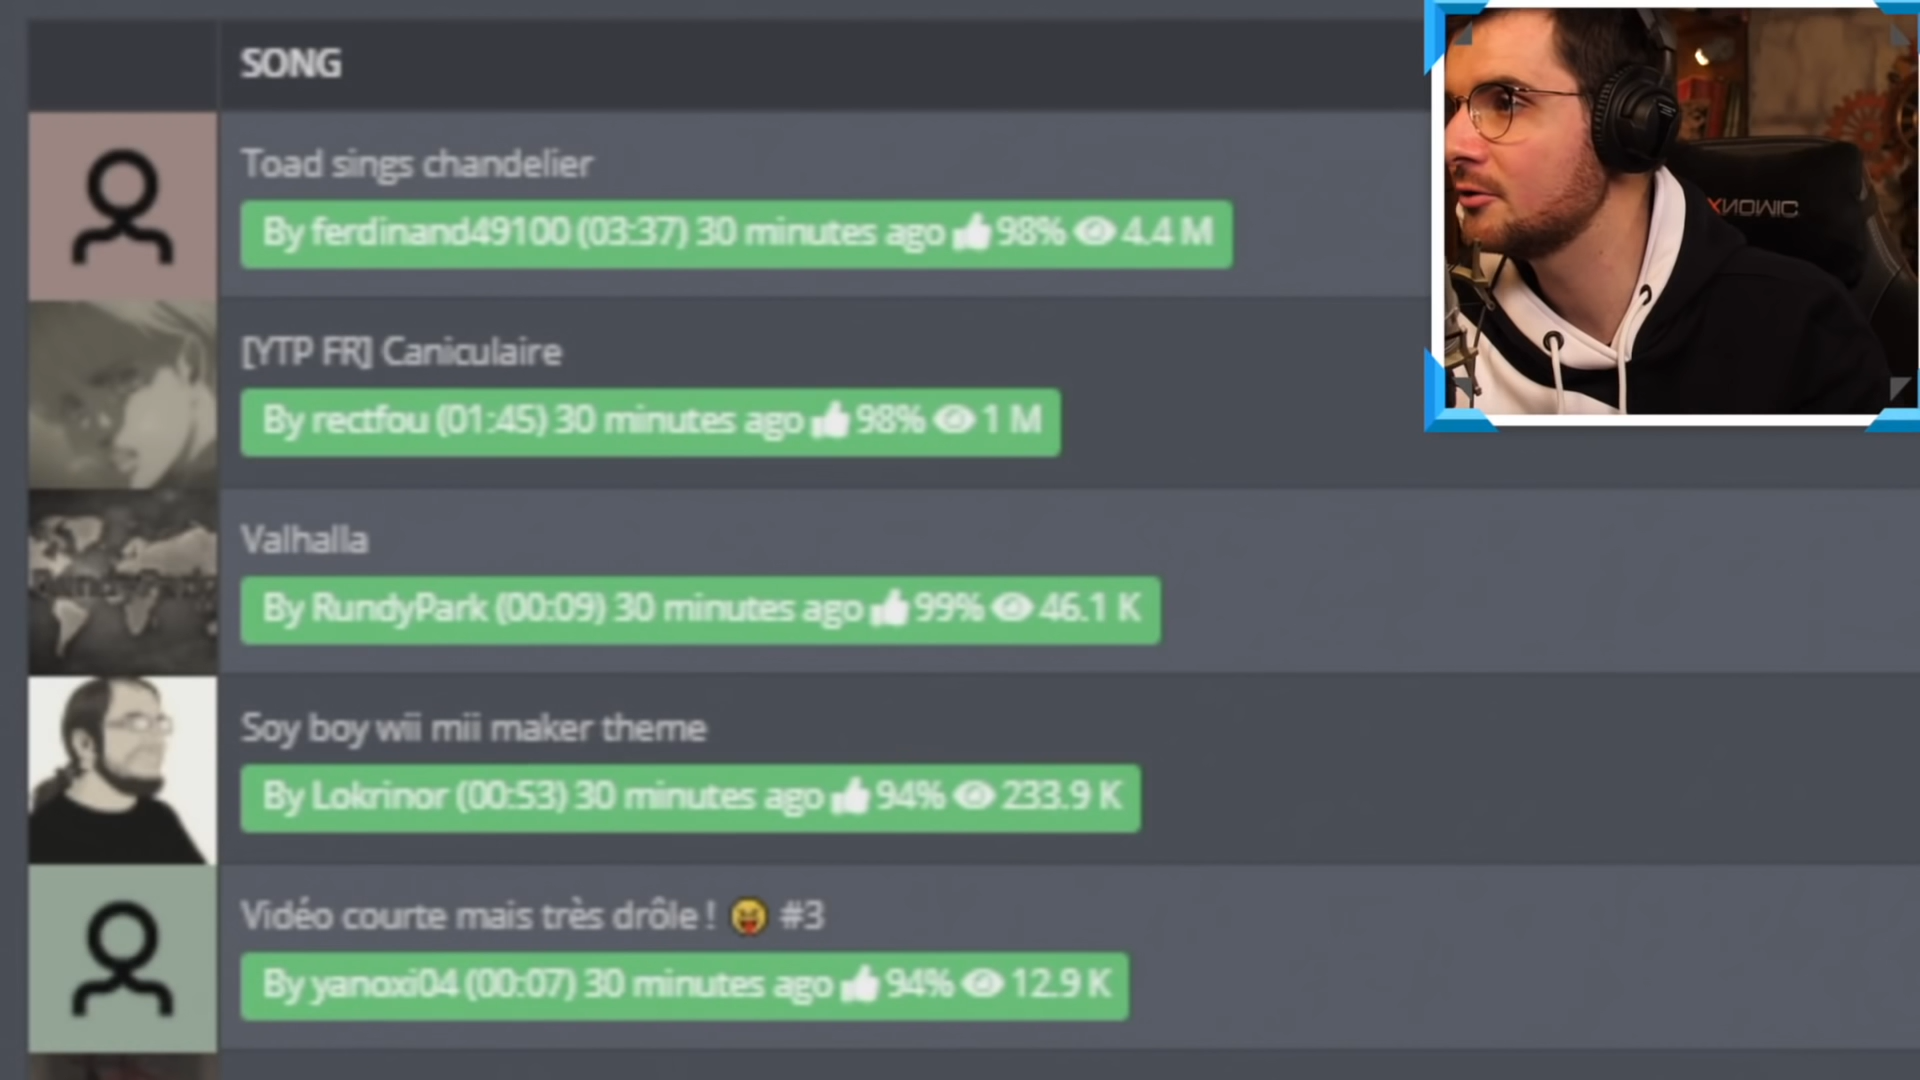 SONG
Toad sings chandelier
By ferdinand49100 (03:37) 30 minutes ago 98% 4.4 M
[YTP FR] Caniculaire
By rectfou (01:45) 30 minutes ago 98% 1 M
Valhalla
By RundyPark (00:09) 30 minutes ago 99% 46.1 K
Soy boy wii mii maker theme
By Lokrinor (00:53) 30 minutes ago 94% 233.9 K
Vidéo courte mais très drôle ! 😝 #3
By yanoxi04 (00:07) 30 minutes ago 94% 12.9 K